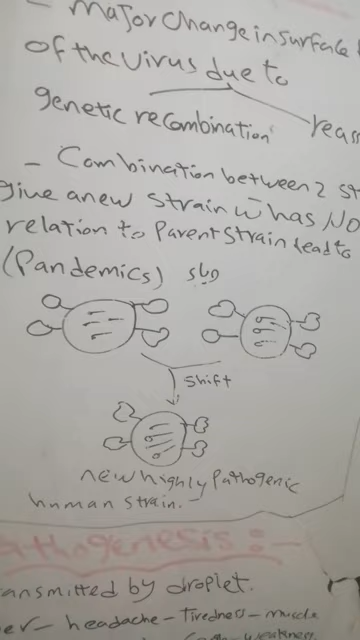 - Major change in surface
of the virus due to
genetic recombination reass
- Combination between 2 st
give a new strain w̄ has No
relation to Parent strain lead to
(Pandemics)
shift
new highly pathogenic
human strain.
athogenesis :-
ansmitted by droplet.
er - headache - Tiredness - muscle